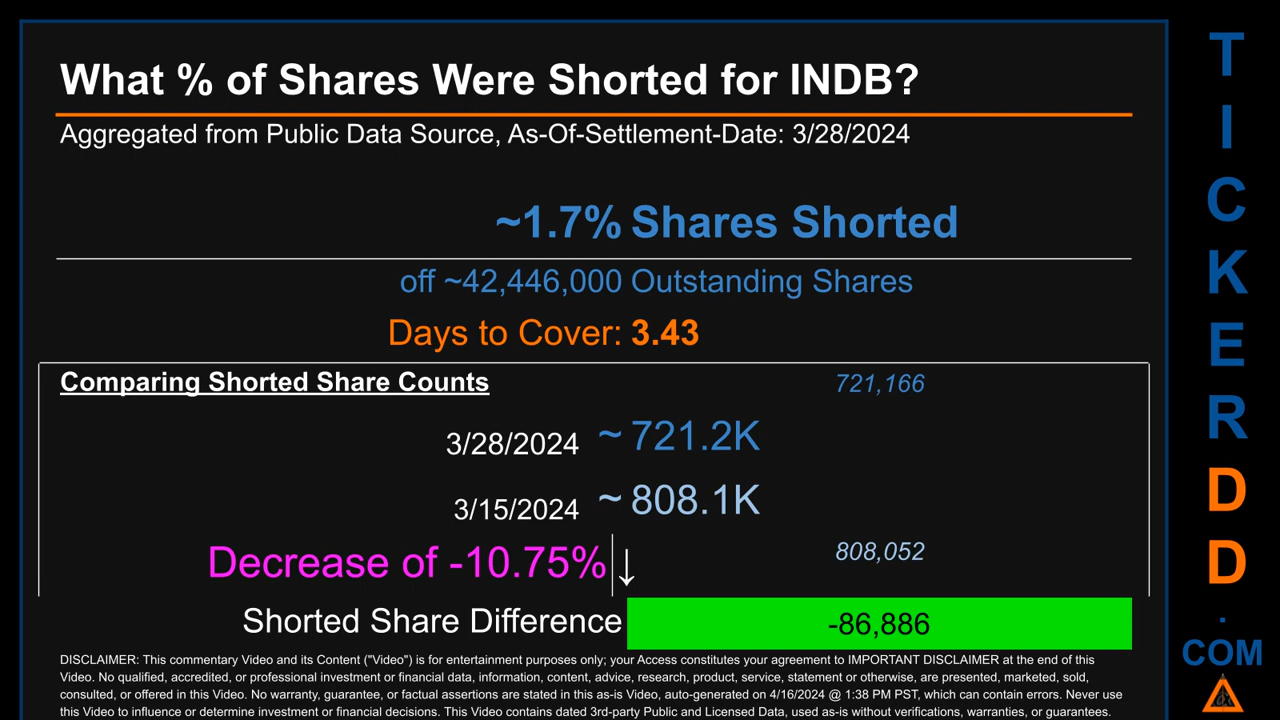 What % of Shares Were Shorted for INDB?
Aggregated from Public Data Source, As-Of-Settlement-Date: 3/28/2024
~1.7% Shares Shorted
off ~42,446,000 Outstanding Shares
Days to Cover: 3.43
Comparing Shorted Share Counts 721,166
3/28/2024 ~ 721.2K
3/15/2024 ~ 808.1K
808,052
Decrease of -10.75% ↓
Shorted Share Difference -86,886
DISCLAIMER: This commentary Video and its Content ("Video") is for entertainment purposes only; your Access constitutes your agreement to IMPORTANT DISCLAIMER at the end of this
Video. No qualified, accredited, or professional investment or financial data, information, content, advice, research, product, service, statement or otherwise, are presented, marketed, sold,
consulted, or offered in this Video. No warranty, guarantee, or factual assertions are stated in this as-is Video, auto-generated on 4/16/2024 @ 1:38 PM PST, which can contain errors. Never use
this Video to influence or determine investment or financial decisions. This Video contains dated 3rd-party Public and Licensed Data, used as-is without verifications, warranties, or guarantees.
T
I
C
K
E
R
D
D
.
COM